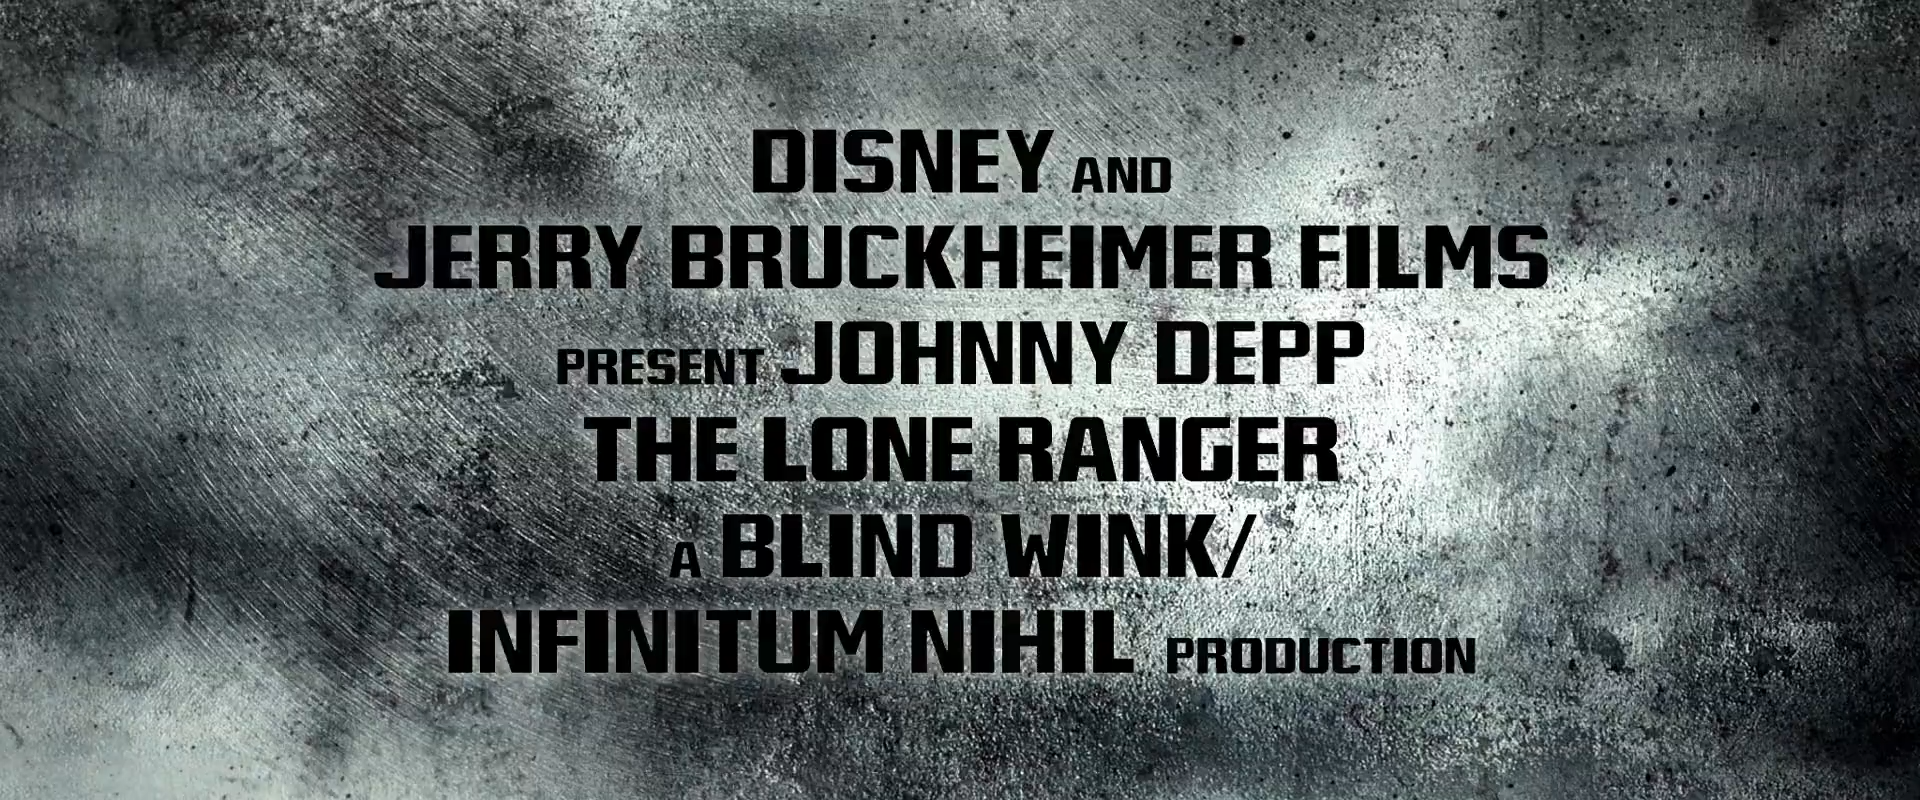 DISNEY AND
JERRY BRUCKHEIMER FILMS
PRESENT JOHNNY DEPP
THE LONE RANGER
A BLIND WINK/
INFINITUM NIHIL PRODUCTION